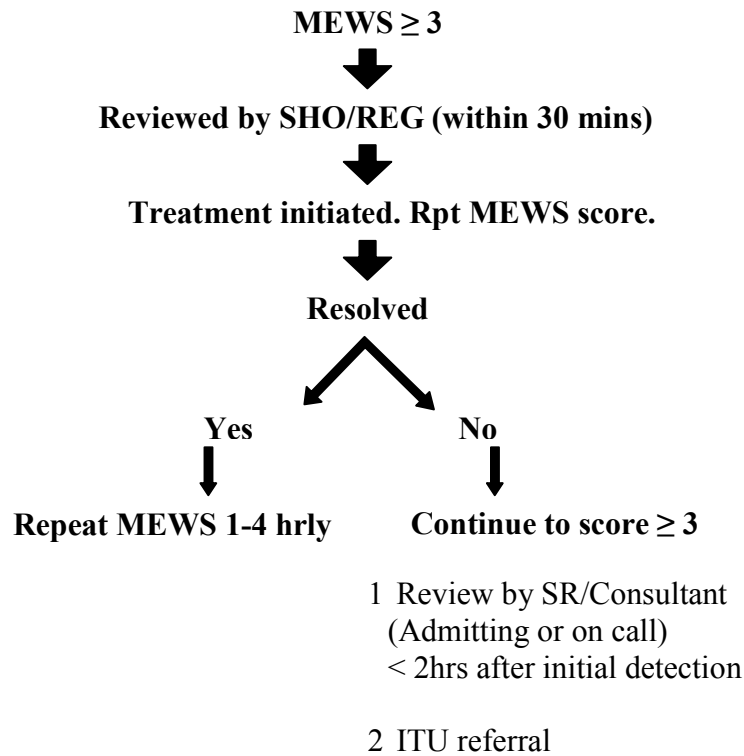 MEWS ≥ 3
Reviewed by SHO/REG (within 30 mins)
Treatment initiated. Rpt MEWS score.
Resolved
Yes
No
Repeat MEWS 1-4 hrly
Continue to score ≥ 3
1 Review by SR/Consultant
(Admitting or on call)
< 2hrs after initial detection
2 ITU referral